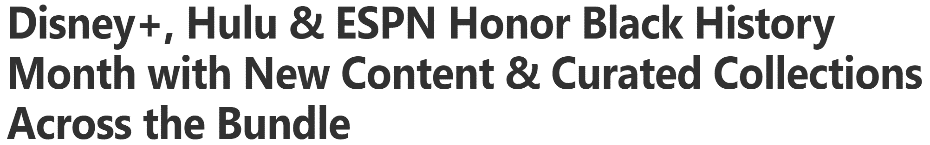 Disney+, Hulu & ESPN Honor Black History
Month with New Content & Curated Collections
Across the Bundle